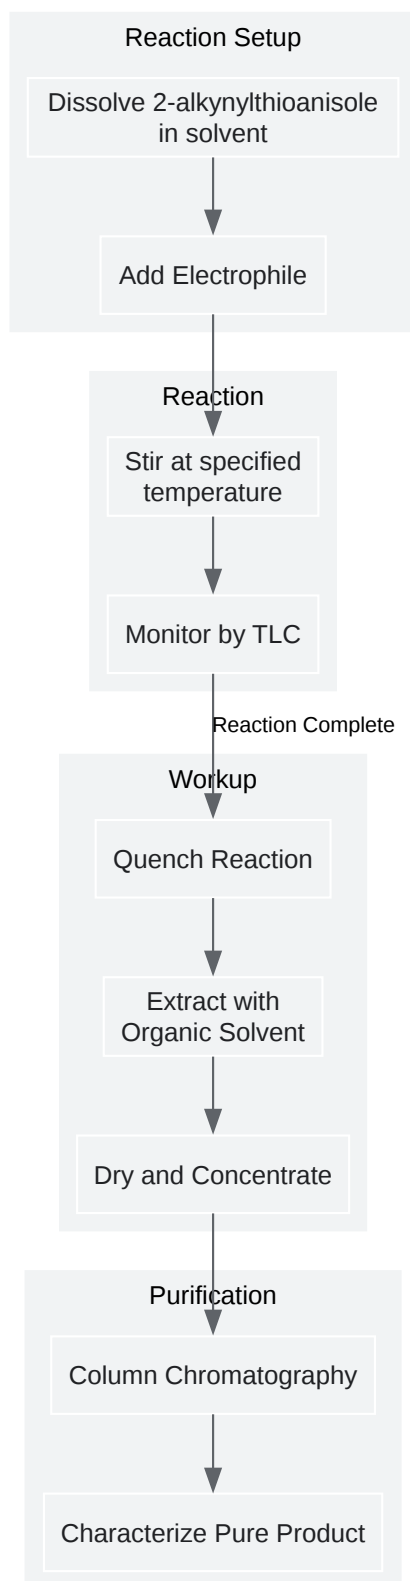 Reaction Setup
Dissolve 2-alkynylthioanisole
in solvent
Add Electrophile
Reaction
Stir at specified
temperature
Monitor by TLC
Reaction Complete
Workup
Quench Reaction
Extract with
Organic Solvent
Dry and Concentrate
Purification
Column Chromatography
Characterize Pure Product